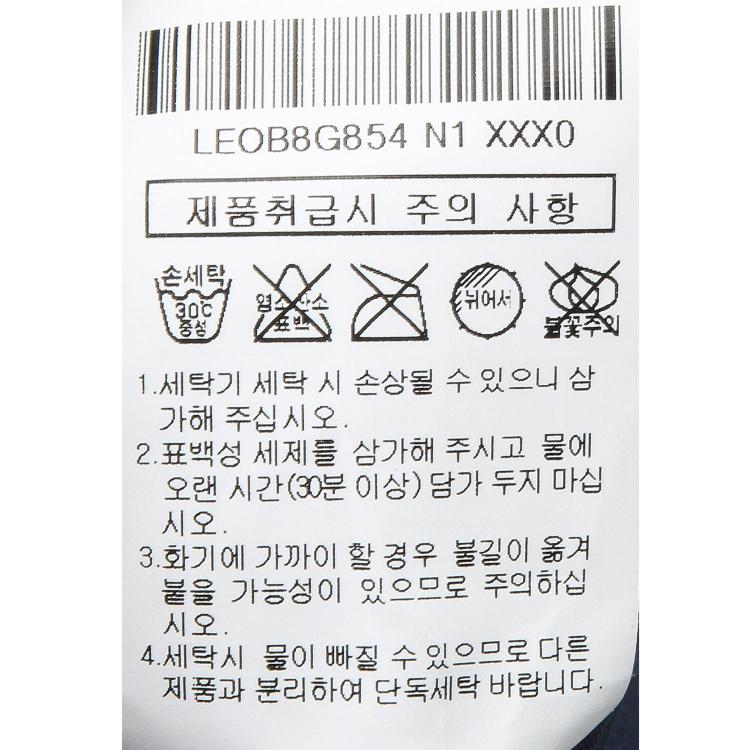 LEOB8G854 N1 XXX0
제품취급시 주의 사항
손세탁 30℃ 중성
염소산소 표백
뉘어서
불꽃주의
1.세탁기 세탁 시 손상될 수 있으니 삼
가해 주십시오.
2.표백성 세제를 삼가해 주시고 물에
오랜 시간(30분 이상) 담가 두지 마십
시오.
3.화기에 가까이 할 경우 불길이 옮겨
붙을 가능성이 있으므로 주의하십
시오.
4.세탁시 물이 빠질 수 있으므로 다른
제품과 분리하여 단독세탁 바랍니다.